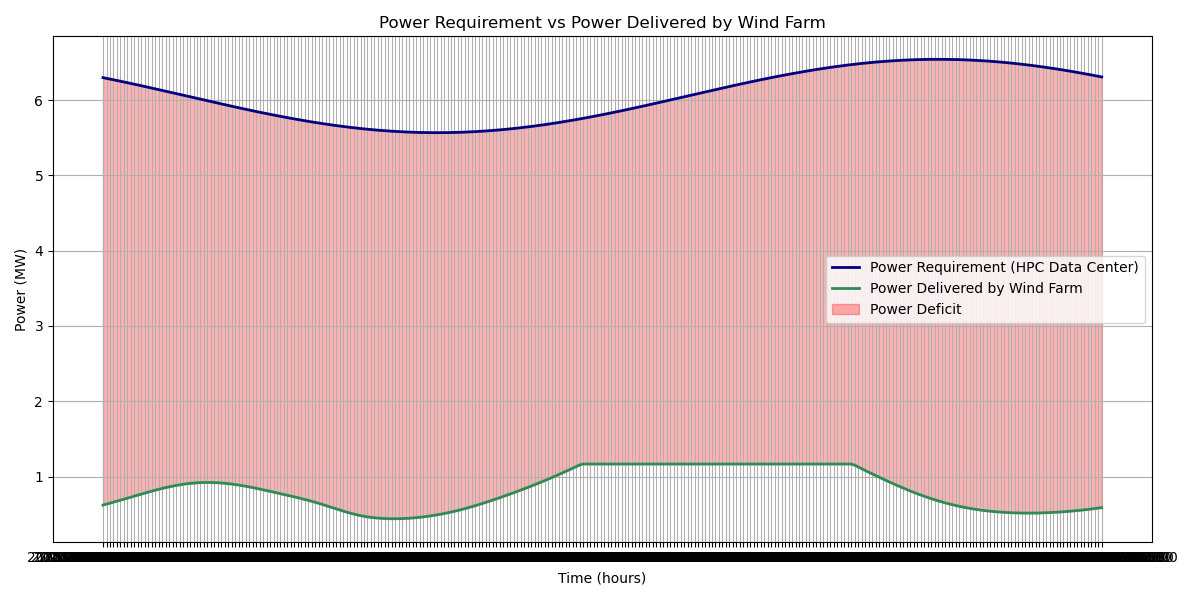 Power Requirement vs Power Delivered by Wind Farm
Power (MW)
6
5
4
3
2
1
Power Requirement (HPC Data Center)
Power Delivered by Wind Farm
Power Deficit
Time (hours)